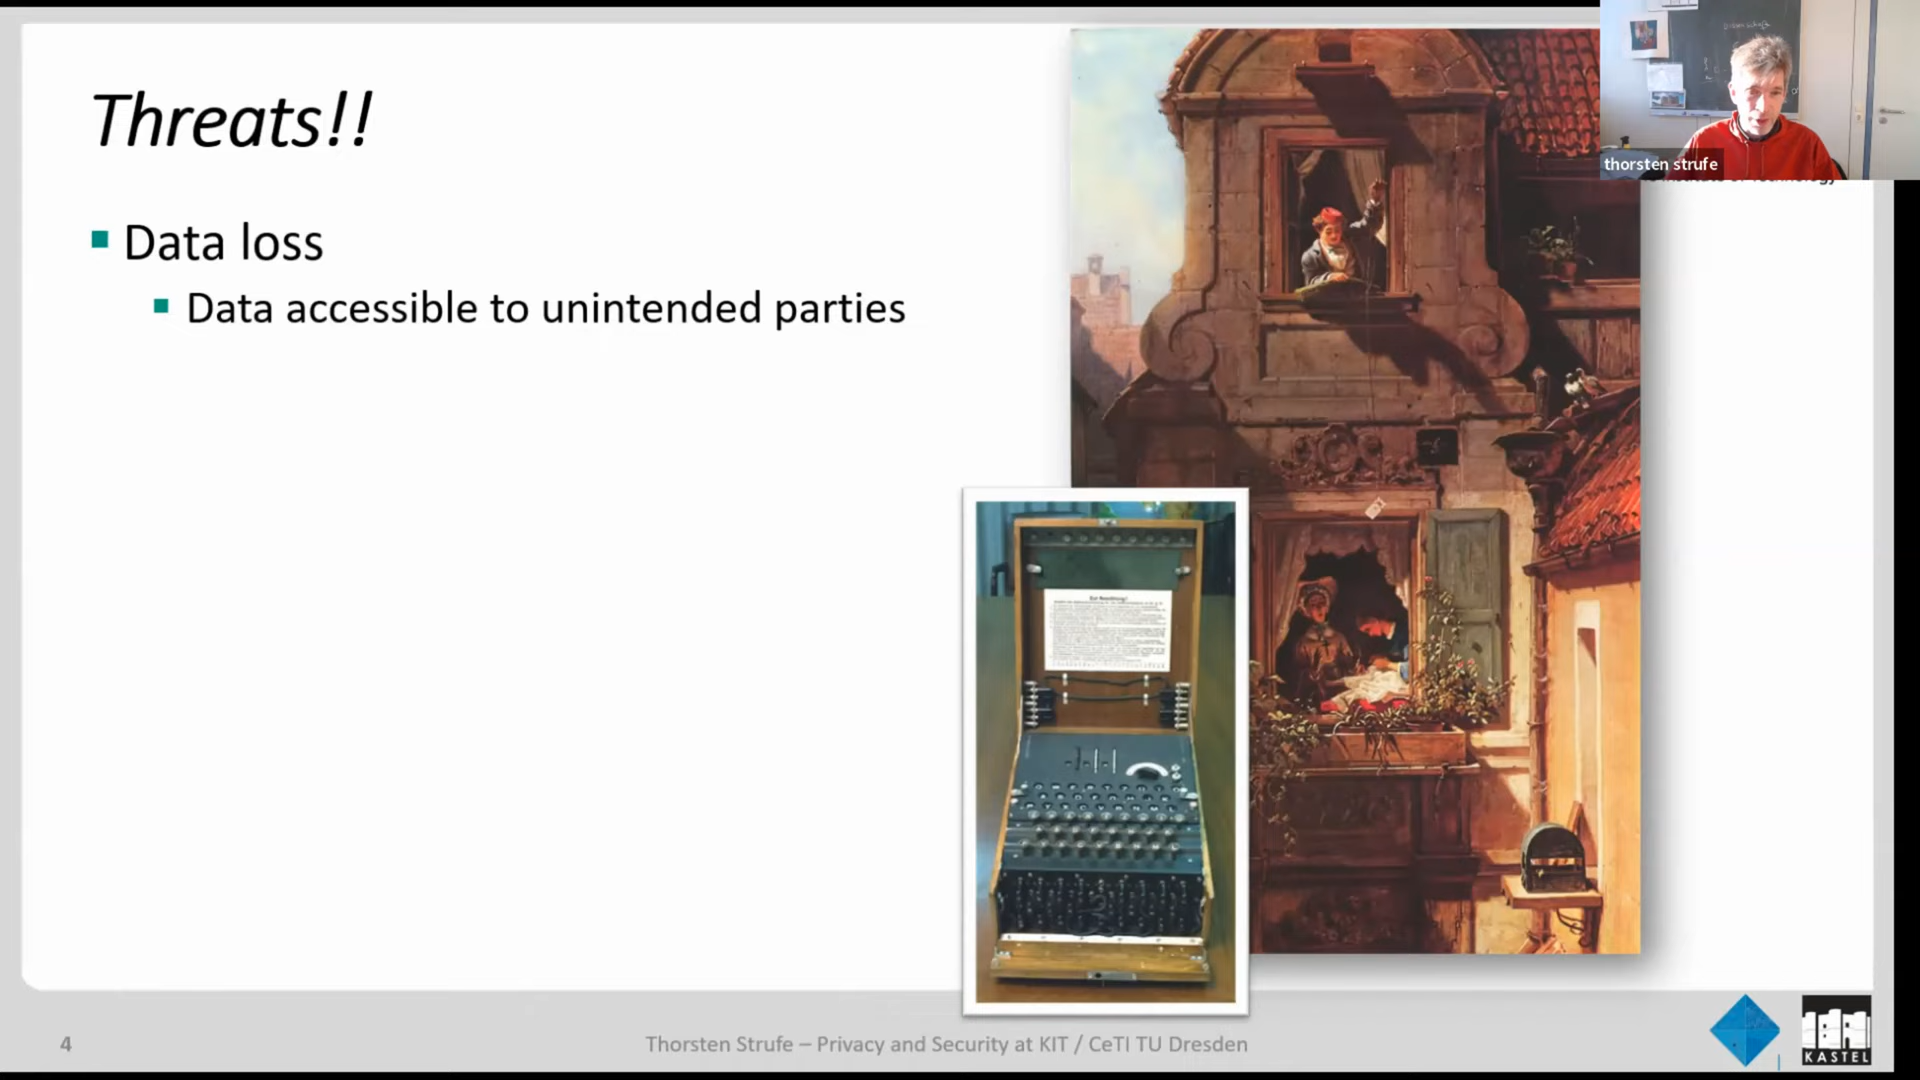 Threats!!
thorsten strufe
Data loss
Data accessible to unintended parties
4
Thorsten Strufe – Privacy and Security at KIT / CeTI TU Dresden
KASTEL